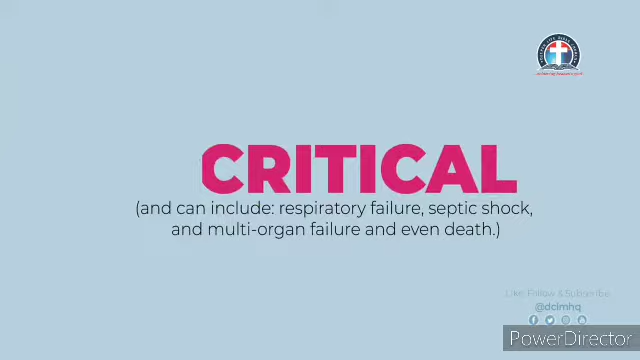 CRITICAL
(and can include: respiratory failure, septic shock,
and multi-organ failure and even death.)
Like, Follow & Subscribe
@dclmhq
PowerDirector